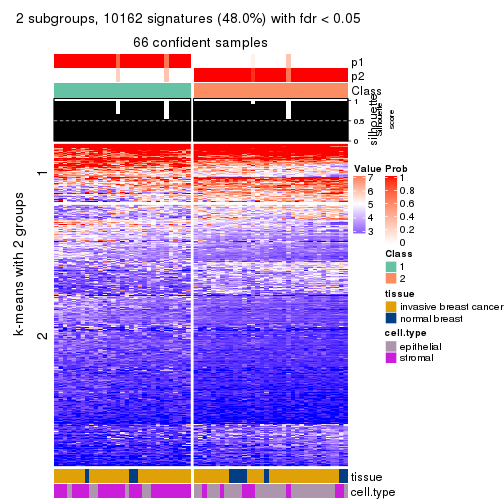 2 subgroups, 10162 signatures (48.0%) with fdr < 0.05
66 confident samples
p1
p2
Class
silhouette
Silhouette
score
1
0.5
0
k-means with 2 groups
1
2
Value
7
6
5
4
3
Prob
1
0.8
0.6
0.4
0.2
0
Class
1
2
tissue
invasive breast cancer
normal breast
cell.type
epithelial
stromal
tissue
cell.type